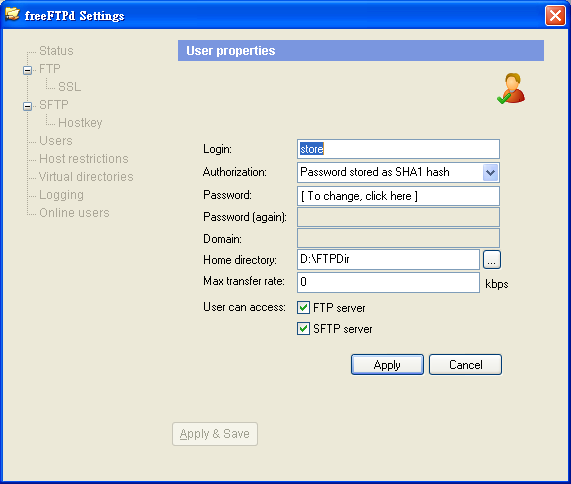 freeFTPd Settings
Status
FTP
SSL
SFTP
Hostkey
Users
Host restrictions
Virtual directories
Logging
Online users
User properties
Login: store
Authorization: Password stored as SHA1 hash
Password: [ To change, click here ]
Password (again):
Domain:
Home directory: D:\FTPDir ...
Max transfer rate: 0 kbps
User can access: FTP server
SFTP server
Apply Cancel
Apply & Save